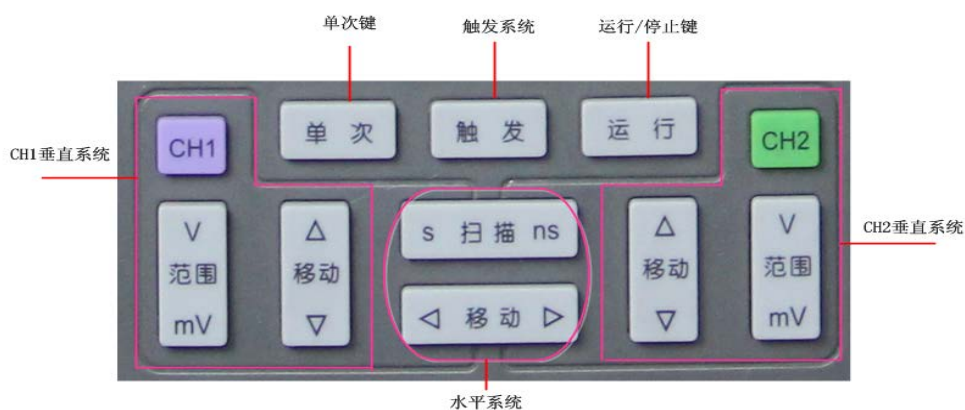 单次键
触发系统
运行/停止键
CH1
单 次
触 发
运 行
CH2
CH1垂直系统
V
范围
mV
△
移动
▽
s 扫描 ns
◁ 移动 ▷
△
移动
▽
V
范围
mV
CH2垂直系统
水平系统